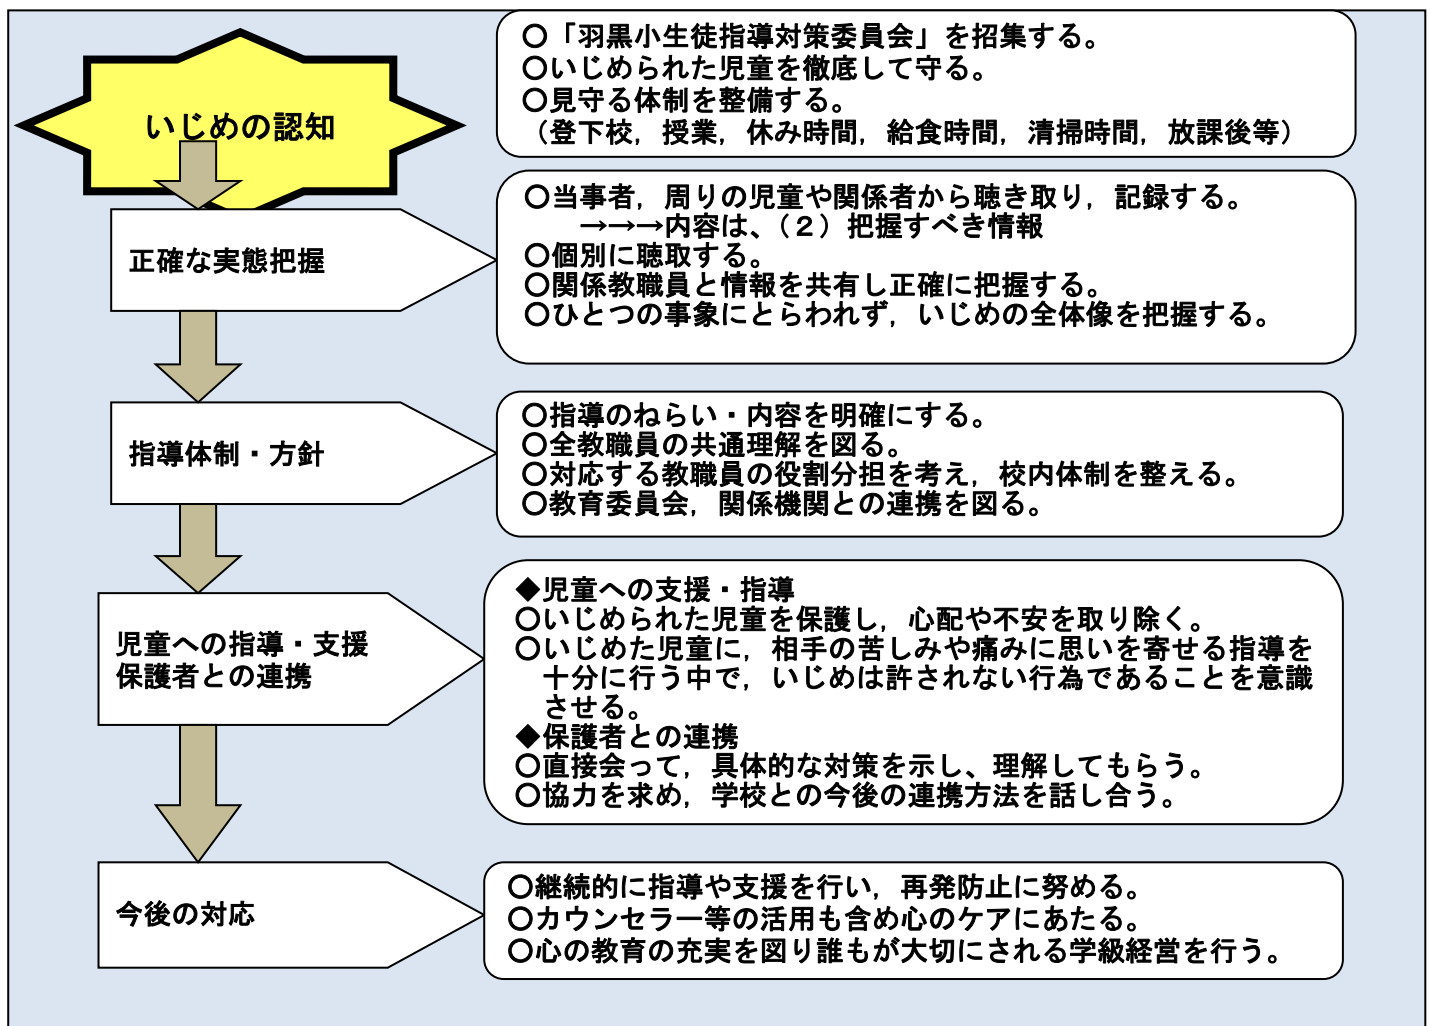 いじめの認知
○「羽黒小生徒指導対策委員会」を招集する。
○いじめられた児童を徹底して守る。
○見守る体制を整備する。
（登下校，授業，休み時間，給食時間，清掃時間，放課後等）
正確な実態把握
○当事者，周りの児童や関係者から聴き取り，記録する。
→→→内容は、（２）把握すべき情報
○個別に聴取する。
○関係教職員と情報を共有し正確に把握する。
○ひとつの事象にとらわれず，いじめの全体像を把握する。
指導体制・方針
○指導のねらい・内容を明確にする。
○全教職員の共通理解を図る。
○対応する教職員の役割分担を考え，校内体制を整える。
○教育委員会，関係機関との連携を図る。
児童への指導・支援
保護者との連携
◆児童への支援・指導
○いじめられた児童を保護し，心配や不安を取り除く。
○いじめた児童に，相手の苦しみや痛みに思いを寄せる指導を
十分に行う中で，いじめは許されない行為であることを意識
させる。
◆保護者との連携
○直接会って，具体的な対策を示し、理解してもらう。
○協力を求め，学校との今後の連携方法を話し合う。
今後の対応
○継続的に指導や支援を行い，再発防止に努める。
○カウンセラー等の活用も含め心のケアにあたる。
○心の教育の充実を図り誰もが大切にされる学級経営を行う。